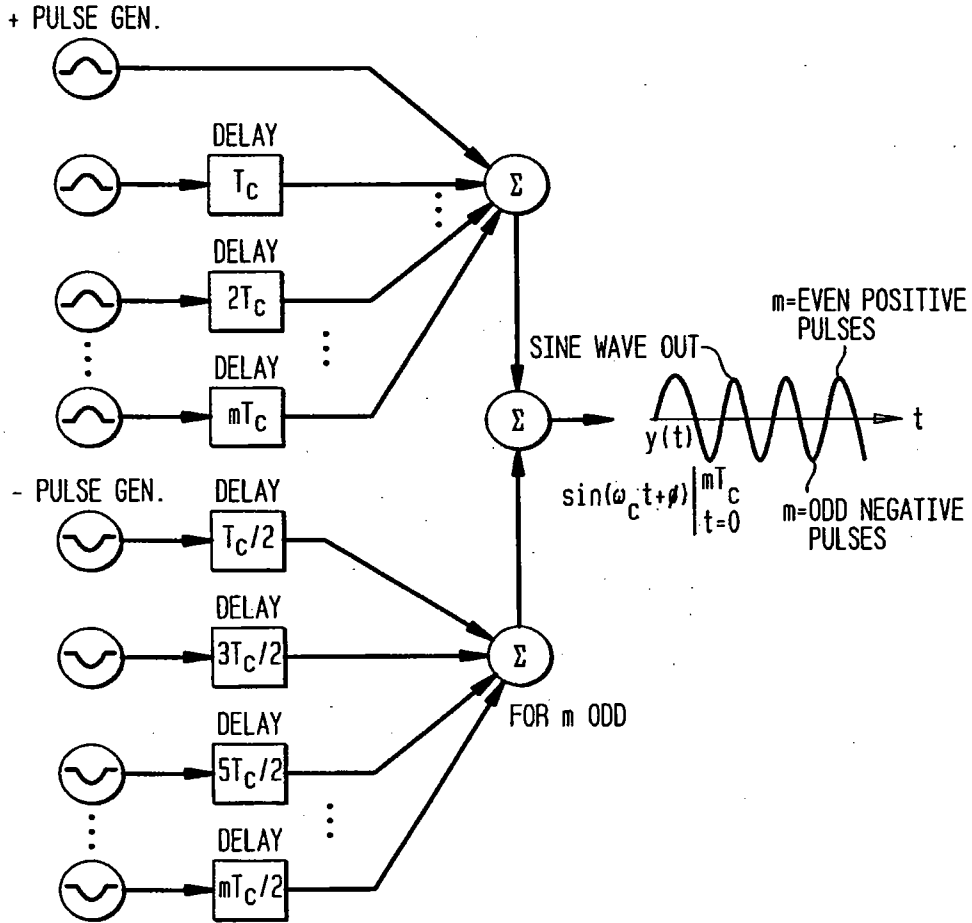 + PULSE GEN.
DELAY
T_C
Σ
DELAY
2T_C
DELAY
mT_C
SINE WAVE OUT
m=EVEN POSITIVE
PULSES
Σ
t
y(t)
sin(ω_c t+ø)|mT_C
t=0
m=ODD NEGATIVE
PULSES
- PULSE GEN.
DELAY
T_C/2
DELAY
3T_C/2
Σ
FOR m ODD
DELAY
5T_C/2
DELAY
mT_C/2